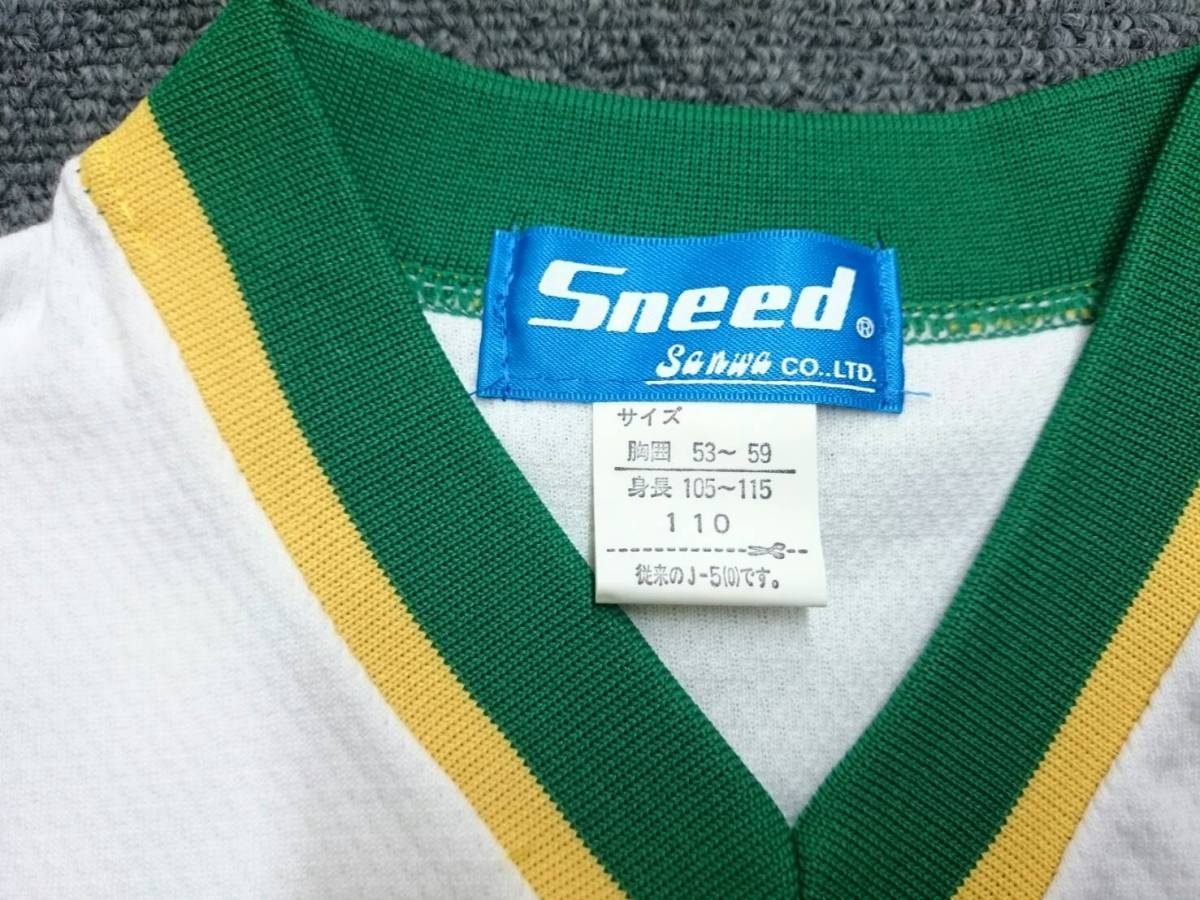 Sneed®
Sanwa CO.,LTD.
サイズ
胸囲 53～59
身長 105～115
110
従来のJ-5(0)です。